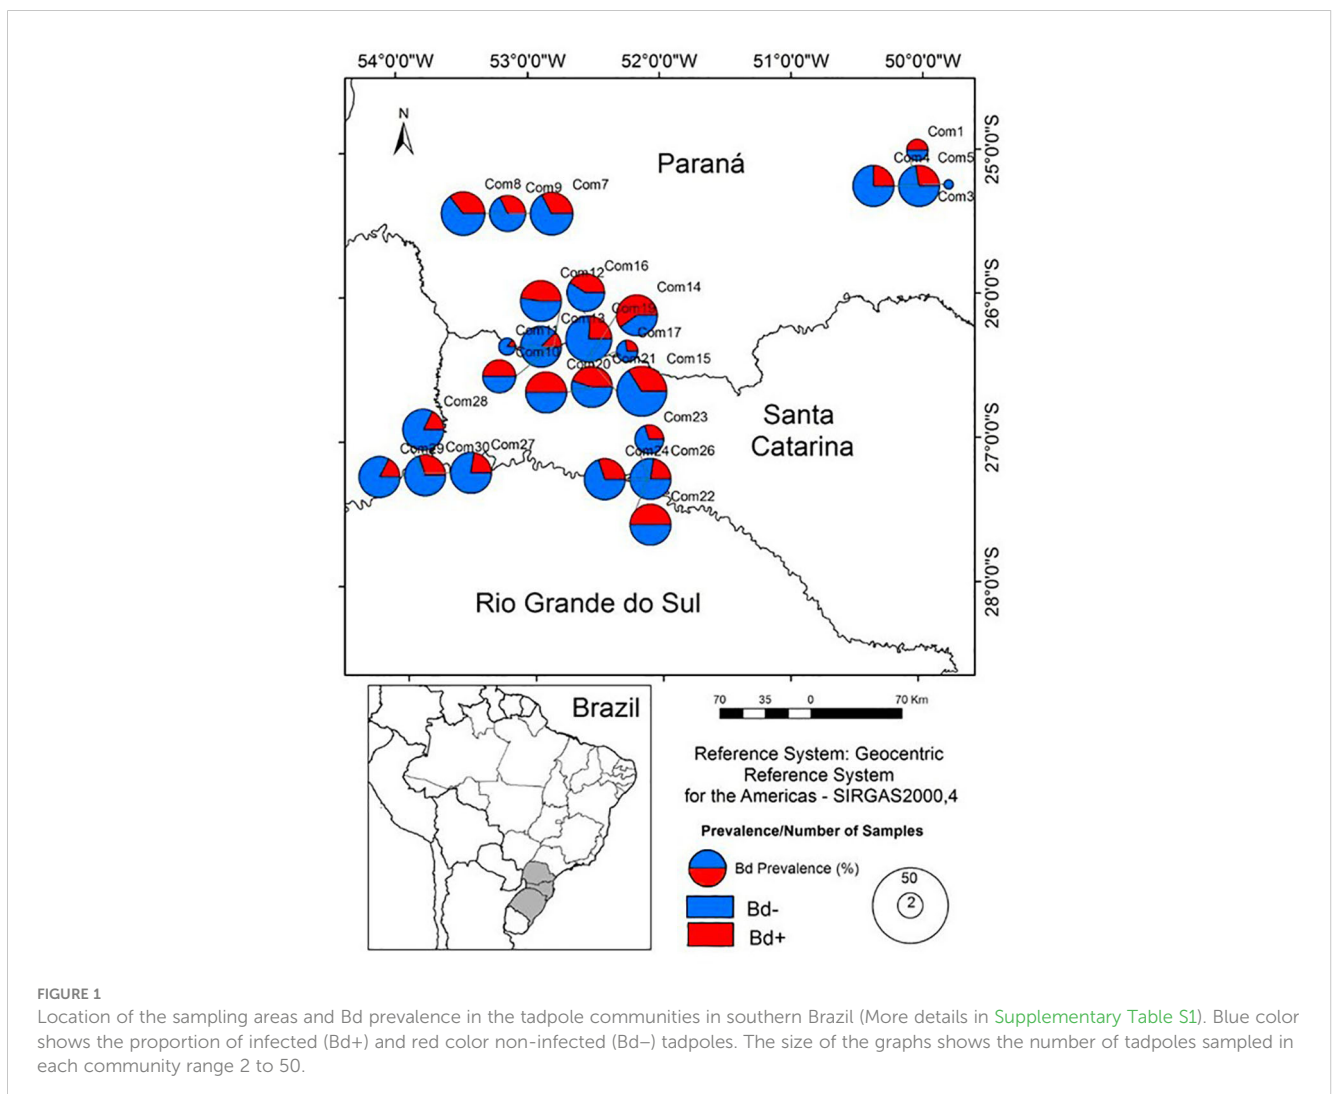 54°0'0"W 53°0'0"W 52°0'0"W 51°0'0"W 50°0'0"W
N
Paraná
Com1
Com4 Com5
Com3
25°0'0"S
Com8 Com9 Com7
Com12 Com16
Com14
26°0'0"S
Com19
Com13 Com17
Com11
Com10 Com20 Com21 Com15
Com28
Com23
Santa
Catarina
27°0'0"S
Com29 Com30 Com27
Com24 Com26
Com22
28°0'0"S
Rio Grande do Sul
Brazil
70 35 0 70 Km
Reference System: Geocentric
Reference System
for the Americas - SIRGAS2000,4
Prevalence/Number of Samples
Bd Prevalence (%)
50
2
Bd-
Bd+
FIGURE 1
Location of the sampling areas and Bd prevalence in the tadpole communities in southern Brazil (More details in Supplementary Table S1). Blue color
shows the proportion of infected (Bd+) and red color non-infected (Bd−) tadpoles. The size of the graphs shows the number of tadpoles sampled in
each community range 2 to 50.